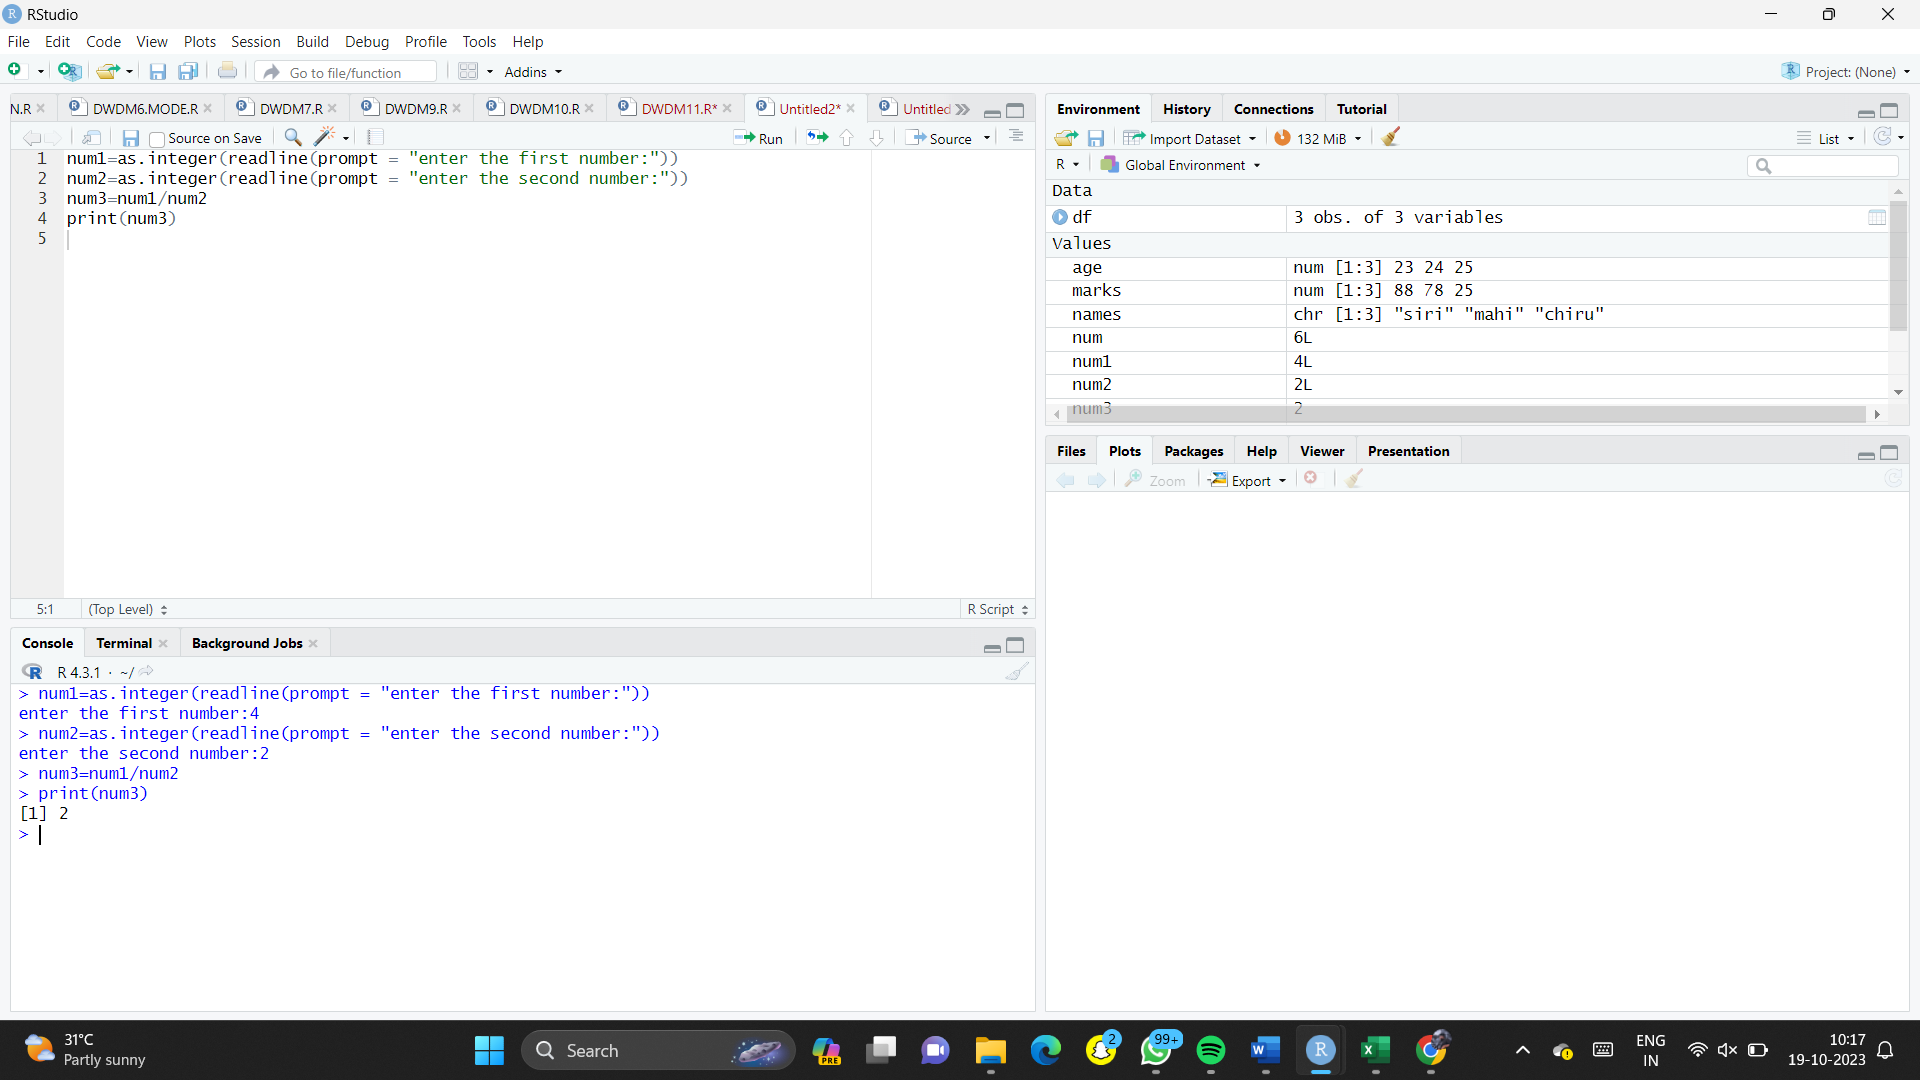 RStudio
File Edit Code View Plots Session Build Debug Profile Tools Help
Go to file/function Addins Project: (None)
N.R DWDM6.MODE.R DWDM7.R DWDM9.R DWDM10.R DWDM11.R* Untitled2* Untitled
Source on Save Run Source
1 num1=as.integer(readline(prompt = "enter the first number:"))
2 num2=as.integer(readline(prompt = "enter the second number:"))
3 num3=num1/num2
4 print(num3)
5
5:1 (Top Level) R Script
Console Terminal Background Jobs
R R 4.3.1 · ~/
> num1=as.integer(readline(prompt = "enter the first number:"))
enter the first number:4
> num2=as.integer(readline(prompt = "enter the second number:"))
enter the second number:2
> num3=num1/num2
> print(num3)
[1] 2
>
Environment History Connections Tutorial
Import Dataset 132 MiB List
R Global Environment
Data
df 3 obs. of 3 variables
Values
age num [1:3] 23 24 25
marks num [1:3] 88 78 25
names chr [1:3] "siri" "mahi" "chiru"
num 6L
num1 4L
num2 2L
num3 2
Files Plots Packages Help Viewer Presentation
Zoom Export
31°C
Partly sunny
Search
PRE
2
99+
W
R
X
ENG
IN
10:17
19-10-2023